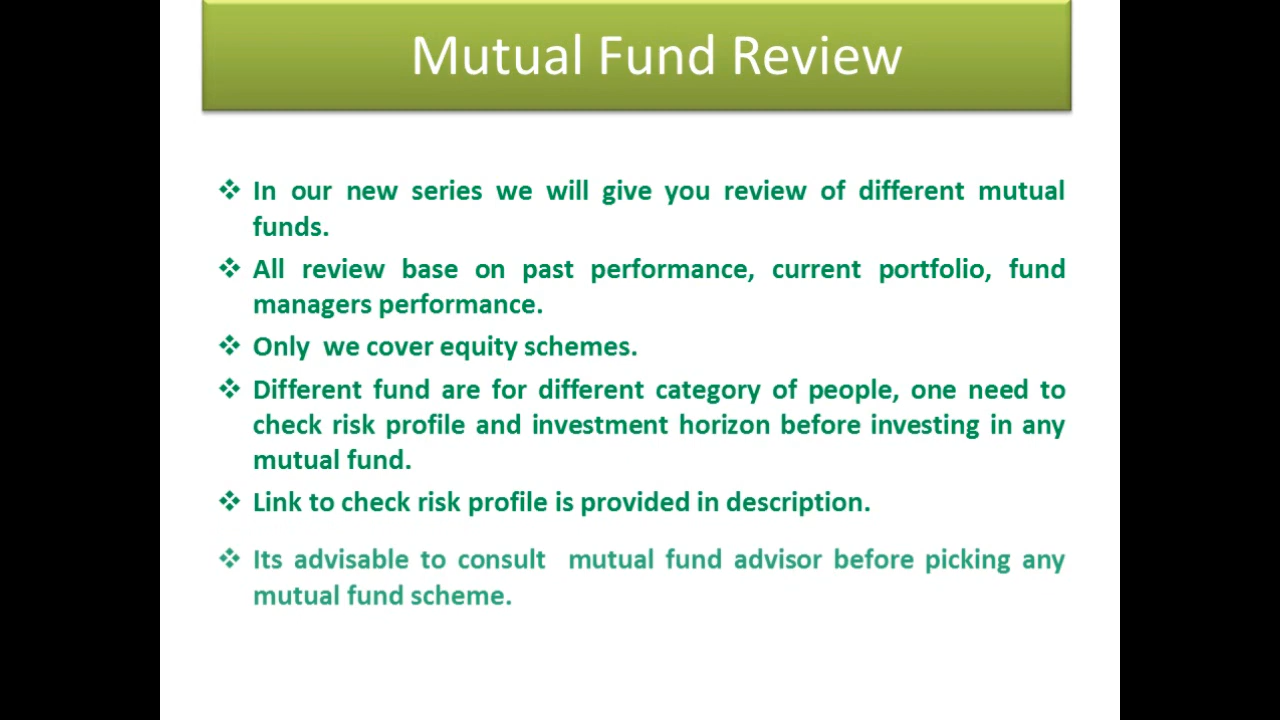 Mutual Fund Review
In our new series we will give you review of different mutual
funds.
All review base on past performance, current portfolio, fund
managers performance.
Only we cover equity schemes.
Different fund are for different category of people, one need to
check risk profile and investment horizon before investing in any
mutual fund.
Link to check risk profile is provided in description.
Its advisable to consult mutual fund advisor before picking any
mutual fund scheme.